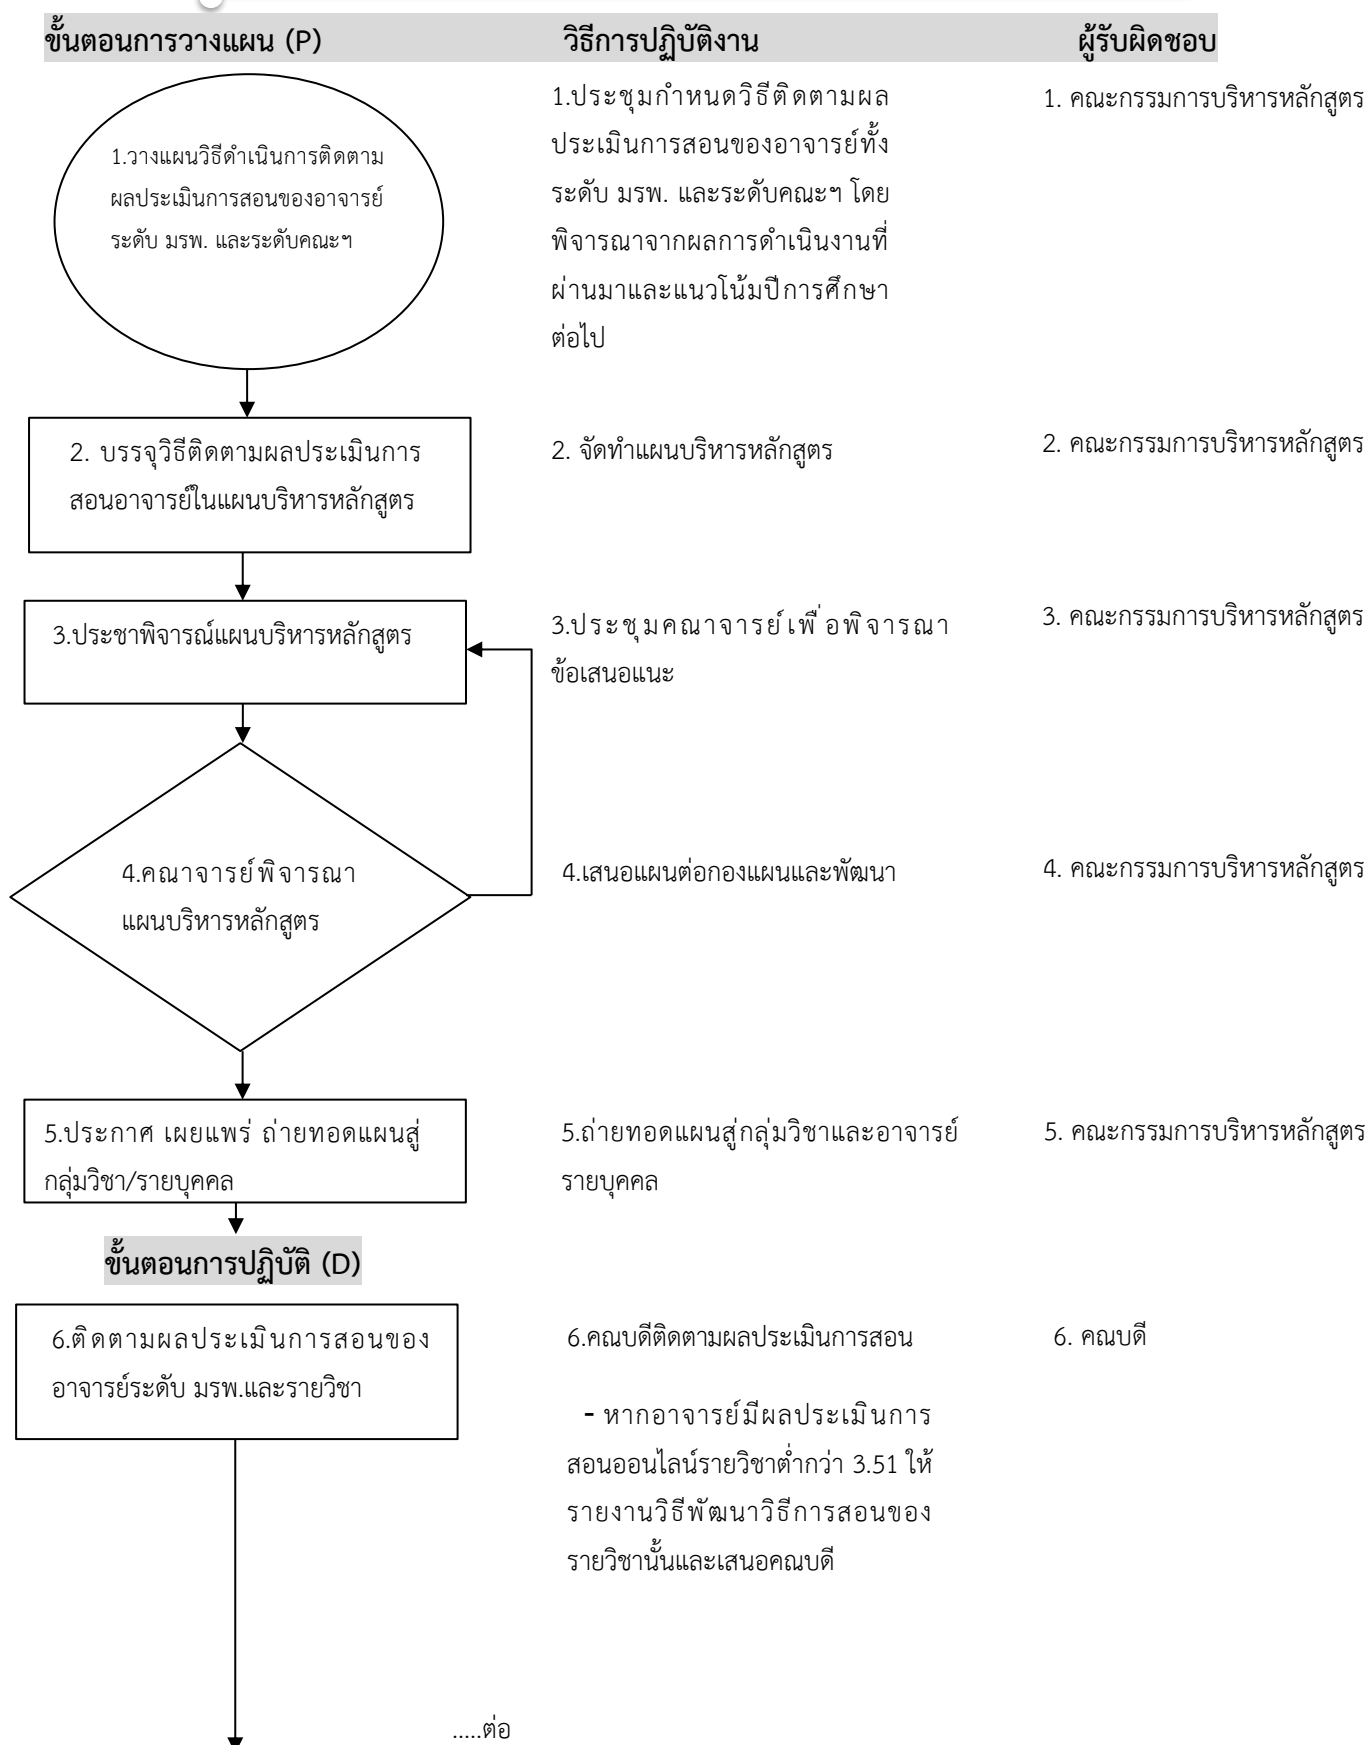 ขั้นตอนการวางแผน (P) วิธีการปฏิบัติงาน ผู้รับผิดชอบ
1.วางแผนวิธีดำเนินการติดตาม
ผลประเมินการสอนของอาจารย์
ระดับ มรพ. และระดับคณะฯ
1.ประชุมกำหนดวิธีติดตามผล
ประเมินการสอนของอาจารย์ทั้ง
ระดับ มรพ. และระดับคณะฯ โดย
พิจารณาจากผลการดำเนินงานที่
ผ่านมาและแนวโน้มปีการศึกษา
ต่อไป
1. คณะกรรมการบริหารหลักสูตร
2. บรรจุวิธีติดตามผลประเมินการ
สอนอาจารย์ในแผนบริหารหลักสูตร
2. จัดทำแผนบริหารหลักสูตร
2. คณะกรรมการบริหารหลักสูตร
3.ประชาพิจารณ์แผนบริหารหลักสูตร
3.ประชุมคณาจารย์เพื่อพิจารณา
ข้อเสนอแนะ
3. คณะกรรมการบริหารหลักสูตร
4.คณาจารย์พิจารณา
แผนบริหารหลักสูตร
4.เสนอแผนต่อกองแผนและพัฒนา
4. คณะกรรมการบริหารหลักสูตร
5.ประกาศ เผยแพร่ ถ่ายทอดแผนสู่
กลุ่มวิชา/รายบุคคล
5.ถ่ายทอดแผนสู่กลุ่มวิชาและอาจารย์
รายบุคคล
5. คณะกรรมการบริหารหลักสูตร
ขั้นตอนการปฏิบัติ (D)
6.ติดตามผลประเมินการสอนของ
อาจารย์ระดับ มรพ.และรายวิชา
6.คณบดีติดตามผลประเมินการสอน
- หากอาจารย์มีผลประเมินการ
สอนออนไลน์รายวิชาต่ำกว่า 3.51 ให้
รายงานวิธีพัฒนาวิธีการสอนของ
รายวิชานั้นและเสนอคณบดี
6. คณบดี
.....ต่อ